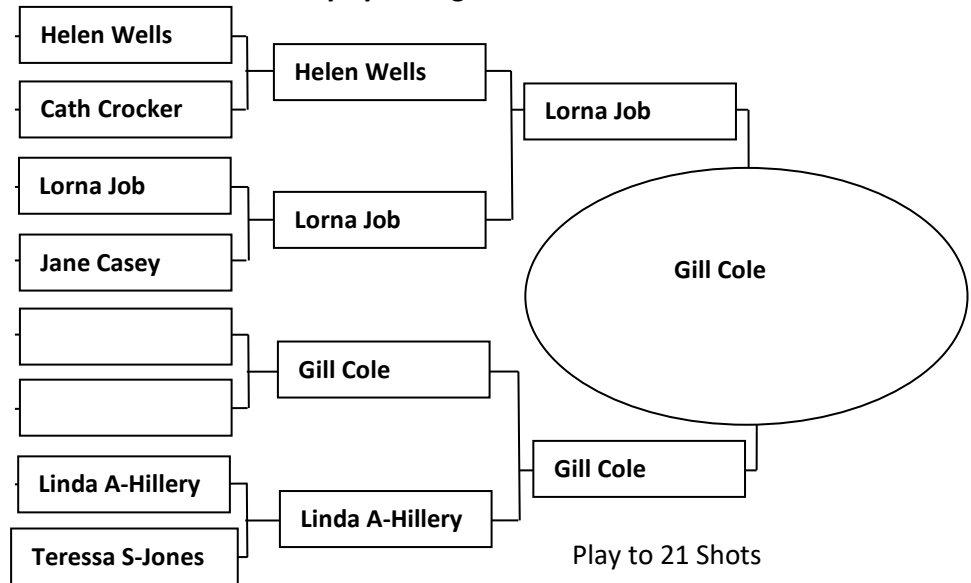 Helen Wells
Cath Crocker
Lorna Job
Jane Casey
Linda A-Hillery
Teressa S-Jones
Helen Wells
Lorna Job
Gill Cole
Linda A-Hillery
Lorna Job
Gill Cole
Gill Cole
Play to 21 Shots